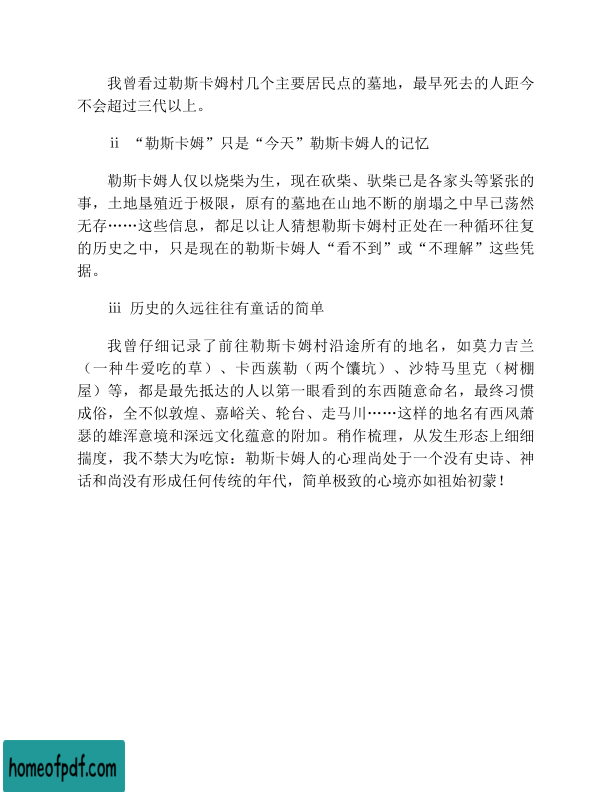 我曾看过勒斯卡姆村几个主要居民点的墓地，最早死去的人距今
不会超过三代以上。
ⅱ “勒斯卡姆”只是“今天”勒斯卡姆人的记忆
勒斯卡姆人仅以烧柴为生，现在砍柴、驮柴已是各家头等紧张的
事，土地垦殖近于极限，原有的墓地在山地不断的崩塌之中早已荡然
无存……这些信息，都足以让人猜想勒斯卡姆村正处在一种循环往复
的历史之中，只是现在的勒斯卡姆人“看不到”或“不理解”这些凭
据。
ⅲ 历史的久远往往有童话的简单
我曾仔细记录了前往勒斯卡姆村沿途所有的地名，如莫力吉兰
（一种牛爱吃的草）、卡西蔟勒（两个馕坑）、沙特马里克（树棚
屋）等，都是最先抵达的人以第一眼看到的东西随意命名，最终习惯
成俗，全不似敦煌、嘉峪关、轮台、走马川……这样的地名有西风萧
瑟的雄浑意境和深远文化蕴意的附加。稍作梳理，从发生形态上细细
揣度，我不禁大为吃惊：勒斯卡姆人的心理尚处于一个没有史诗、神
话和尚没有形成任何传统的年代，简单极致的心境亦如祖始初蒙！
homeofpdf.com